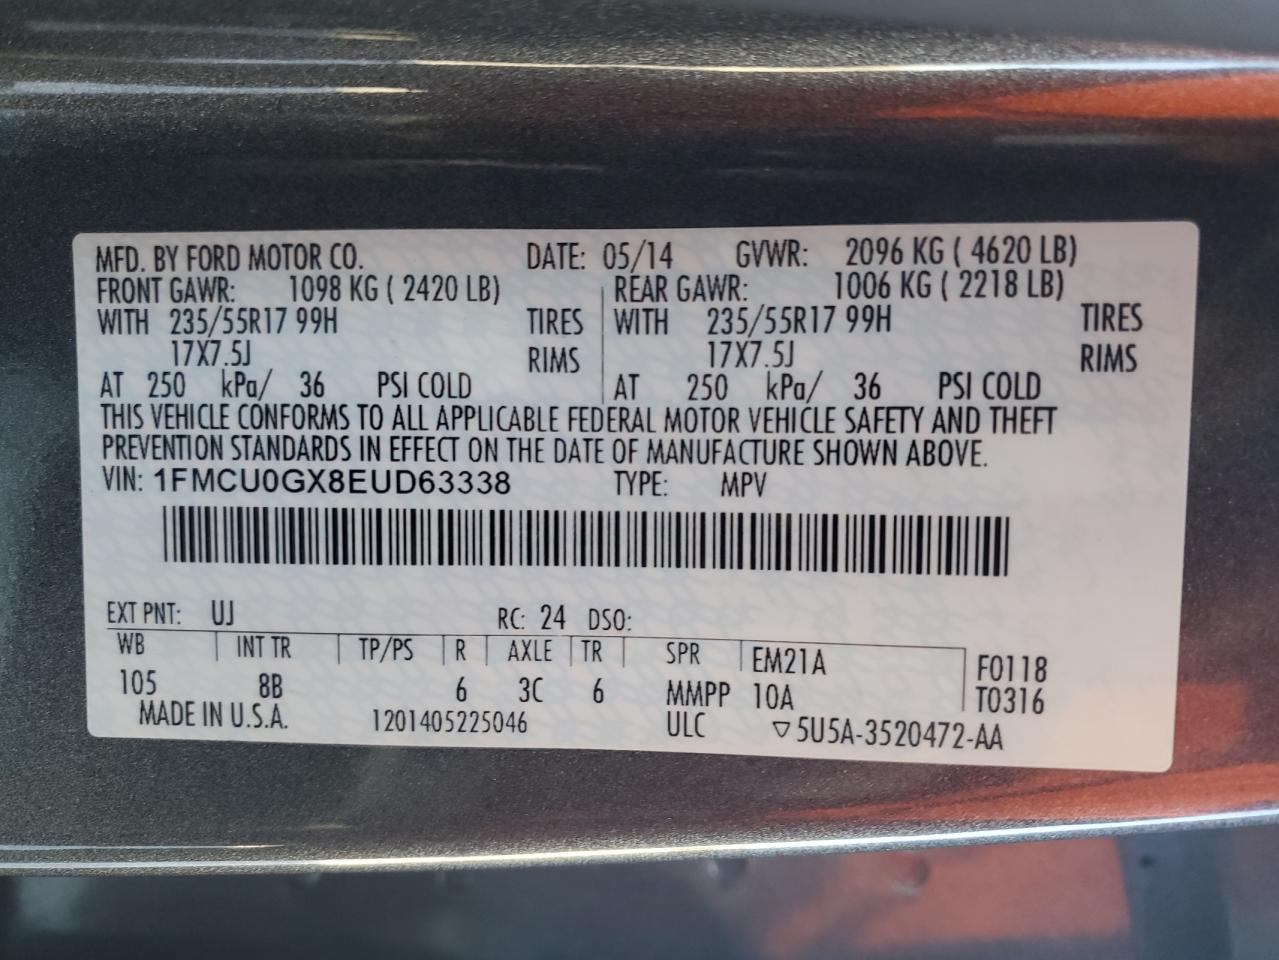 MFD. BY FORD MOTOR CO. DATE: 05/14 GVWR: 2096 KG ( 4620 LB)
FRONT GAWR: 1098 KG ( 2420 LB) REAR GAWR: 1006 KG ( 2218 LB)
WITH 235/55R17 99H TIRES WITH 235/55R17 99H TIRES
17X7.5J RIMS 17X7.5J RIMS
AT 250 kPa/ 36 PSI COLD AT 250 kPa/ 36 PSI COLD
THIS VEHICLE CONFORMS TO ALL APPLICABLE FEDERAL MOTOR VEHICLE SAFETY AND THEFT
PREVENTION STANDARDS IN EFFECT ON THE DATE OF MANUFACTURE SHOWN ABOVE.
VIN: 1FMCU0GX8EUD63338 TYPE: MPV
EXT PNT: UJ RC: 24 DSO:
WB INT TR TP/PS R AXLE TR SPR EM21A F0118
105 8B 6 3C 6 MMPP 10A T0316
MADE IN U.S.A. 1201405225046 ULC ▽5U5A-3520472-AA